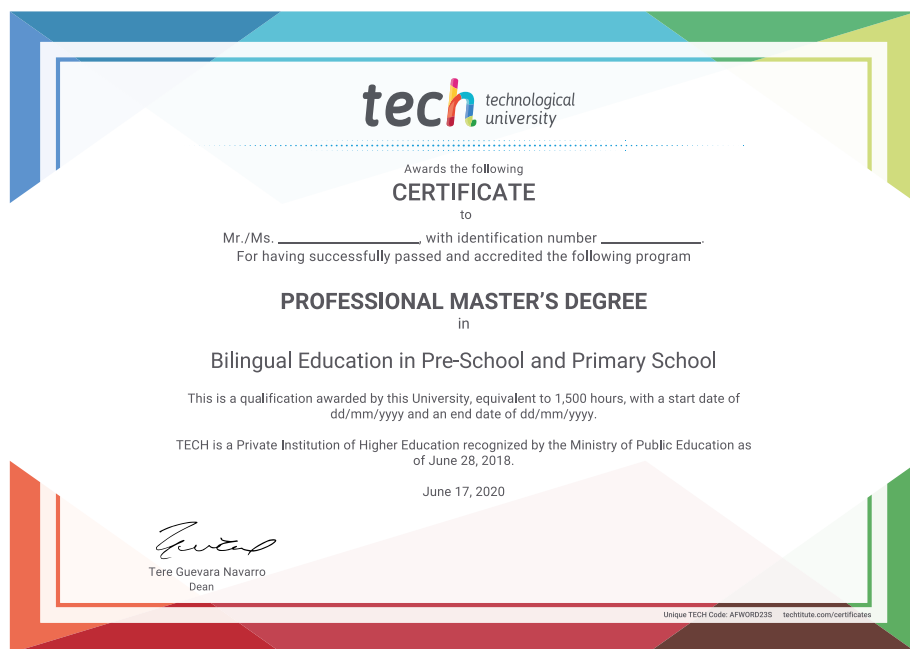 tech technological
university
Awards the following
CERTIFICATE
to
Mr./Ms. ____________________, with identification number ______________.
For having successfully passed and accredited the following program
PROFESSIONAL MASTER'S DEGREE
in
Bilingual Education in Pre-School and Primary School
This is a qualification awarded by this University, equivalent to 1,500 hours, with a start date of
dd/mm/yyyy and an end date of dd/mm/yyyy.
TECH is a Private Institution of Higher Education recognized by the Ministry of Public Education as
of June 28, 2018.
June 17, 2020
Tere Guevara Navarro
Dean
Unique TECH Code: AFWORD23S techtitute.com/certificates